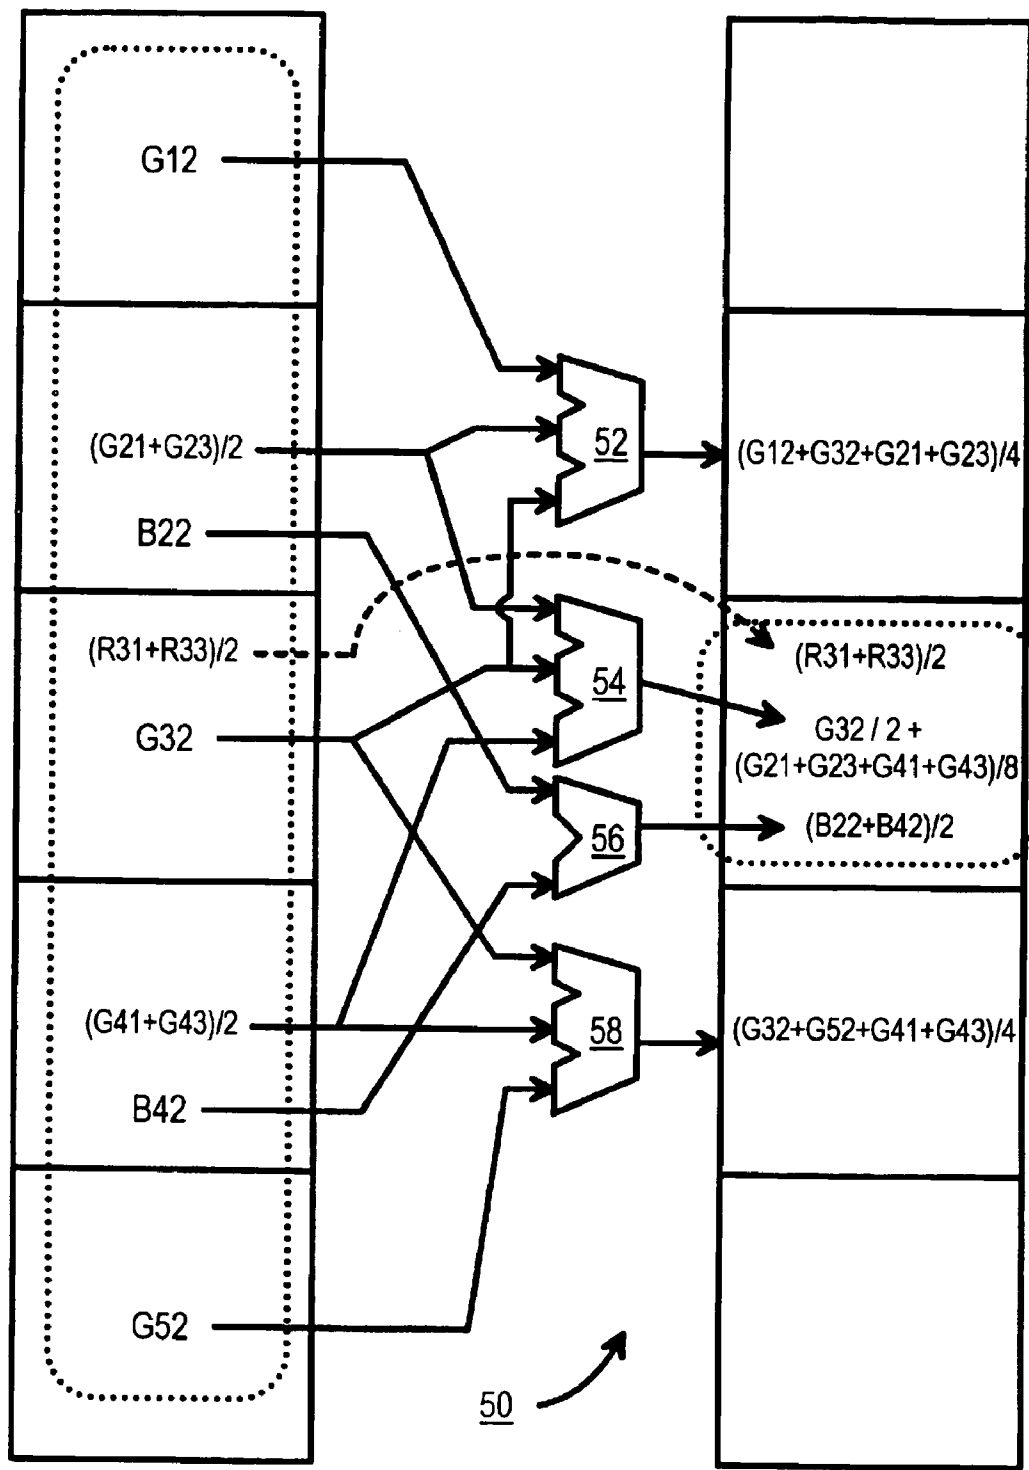 G12
(G21+G23)/2
B22
(R31+R33)/2
G32
(G41+G43)/2
B42
G52
52
54
56
58
(G12+G32+G21+G23)/4
(R31+R33)/2
G32 / 2 +
(G21+G23+G41+G43)/8
(B22+B42)/2
(G32+G52+G41+G43)/4
50